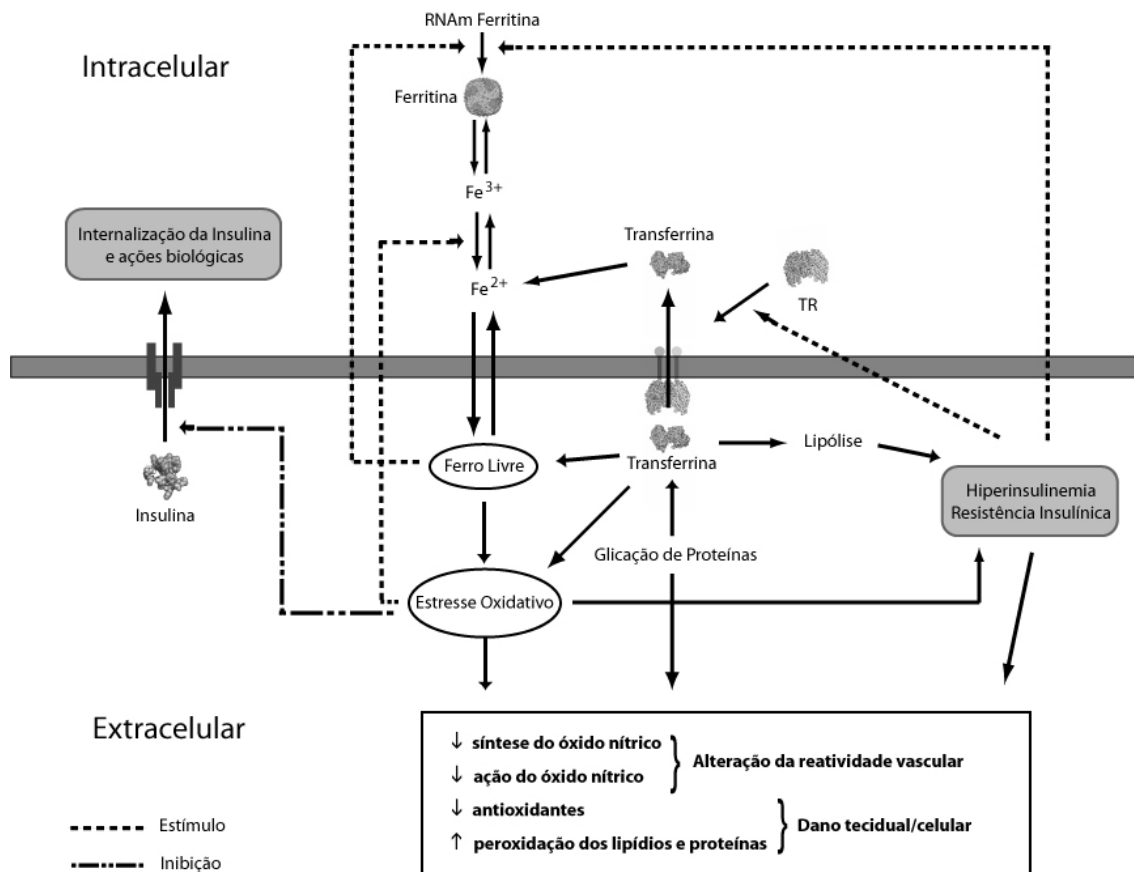 RNAm Ferritina
Intracelular
Ferritina
Fe³⁺
Internalização da Insulina
e ações biológicas
Transferrina
Fe²⁺
TR
Ferro Livre
Transferrina
Lipólise
Insulina
Hiperinsulinemia
Resistência Insulínica
Glicação de Proteínas
Estresse Oxidativo
Extracelular
↓ síntese do óxido nítrico
↓ ação do óxido nítrico
Alteração da reatividade vascular
↓ antioxidantes
↑ peroxidação dos lipídios e proteínas
Dano tecidual/celular
Estímulo
Inibição